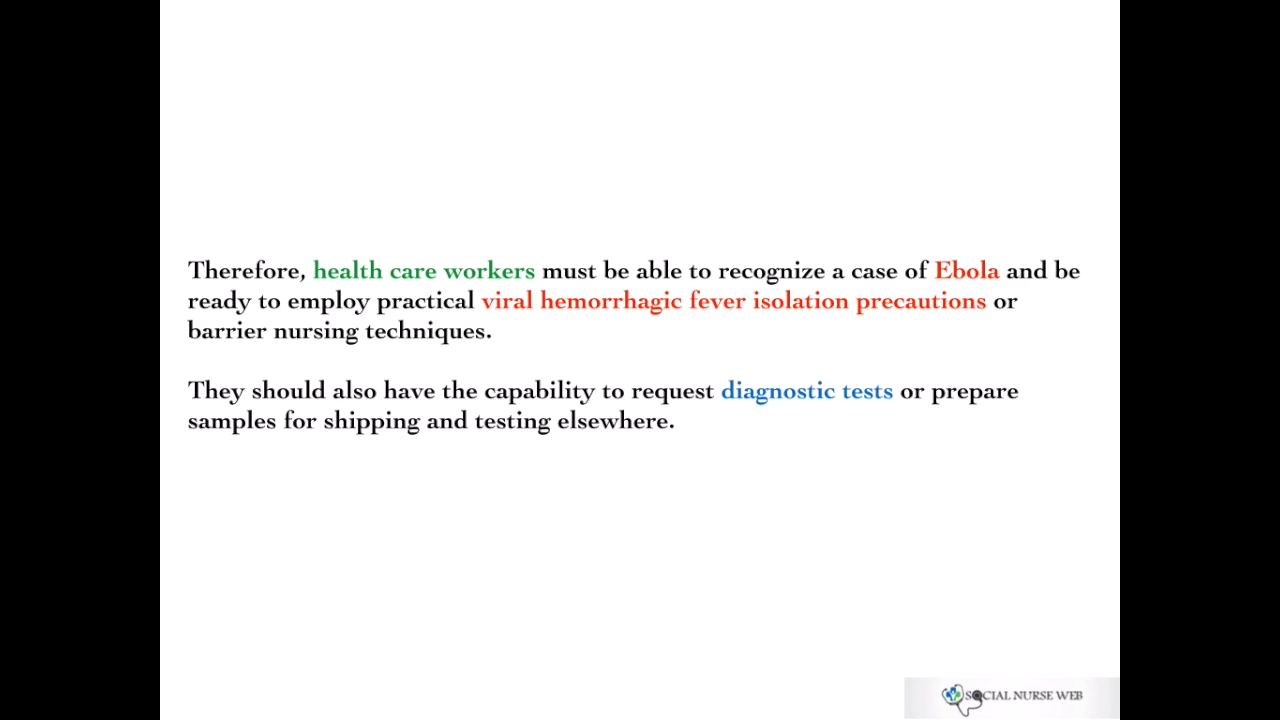 Therefore, health care workers must be able to recognize a case of Ebola and be
ready to employ practical viral hemorrhagic fever isolation precautions or
barrier nursing techniques.
They should also have the capability to request diagnostic tests or prepare
samples for shipping and testing elsewhere.
SOCIAL NURSE WEB